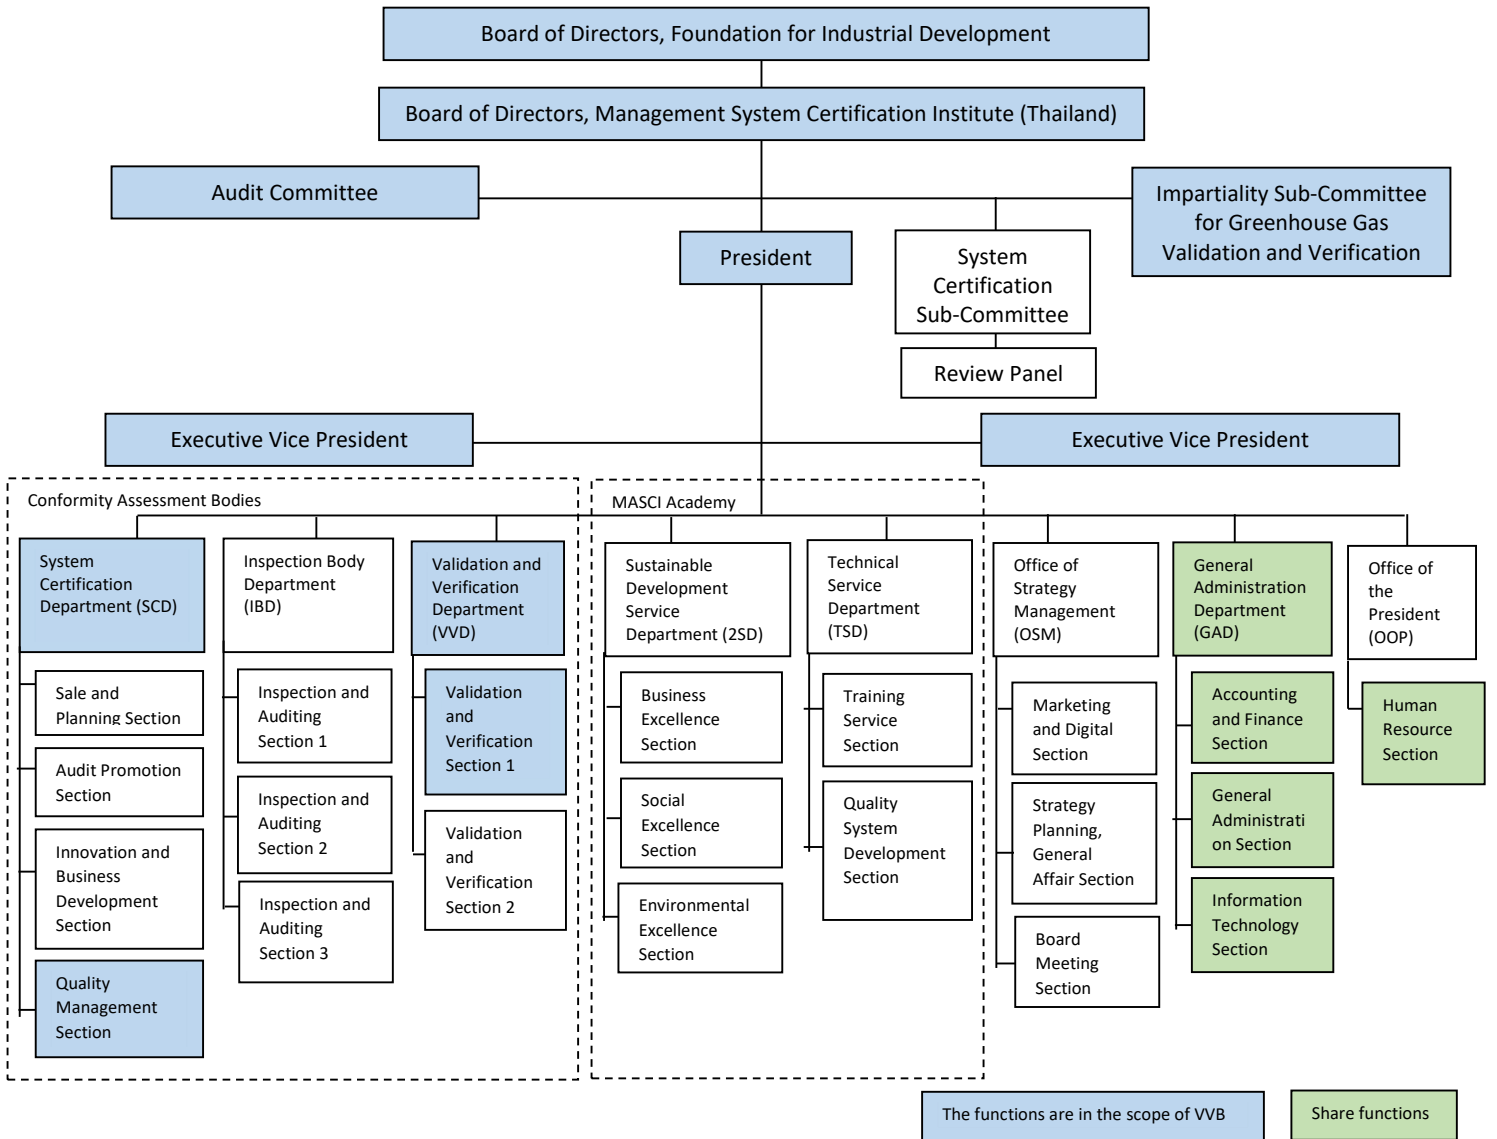 Board of Directors, Foundation for Industrial Development
Board of Directors, Management System Certification Institute (Thailand)
Audit Committee
Impartiality Sub-Committee
for Greenhouse Gas
Validation and Verification
President
System
Certification
Sub-Committee
Review Panel
Executive Vice President
Executive Vice President
Conformity Assessment Bodies
MASCI Academy
System
Certification
Department (SCD)
Inspection Body
Department
(IBD)
Validation and
Verification
Department
(VVD)
Sustainable
Development
Service
Department (2SD)
Technical
Service
Department
(TSD)
Office of
Strategy
Management
(OSM)
General
Administration
Department
(GAD)
Office of
the
President
(OOP)
Sale and
Planning Section
Audit Promotion
Section
Innovation and
Business
Development
Section
Quality
Management
Section
Inspection and
Auditing
Section 1
Inspection and
Auditing
Section 2
Inspection and
Auditing
Section 3
Validation
and
Verification
Section 1
Validation
and
Verification
Section 2
Business
Excellence
Section
Social
Excellence
Section
Environmental
Excellence
Section
Training
Service
Section
Quality
System
Development
Section
Marketing
and Digital
Section
Strategy
Planning,
General
Affair Section
Board
Meeting
Section
Accounting
and Finance
Section
General
Administrati
on Section
Information
Technology
Section
Human
Resource
Section
The functions are in the scope of VVB
Share functions